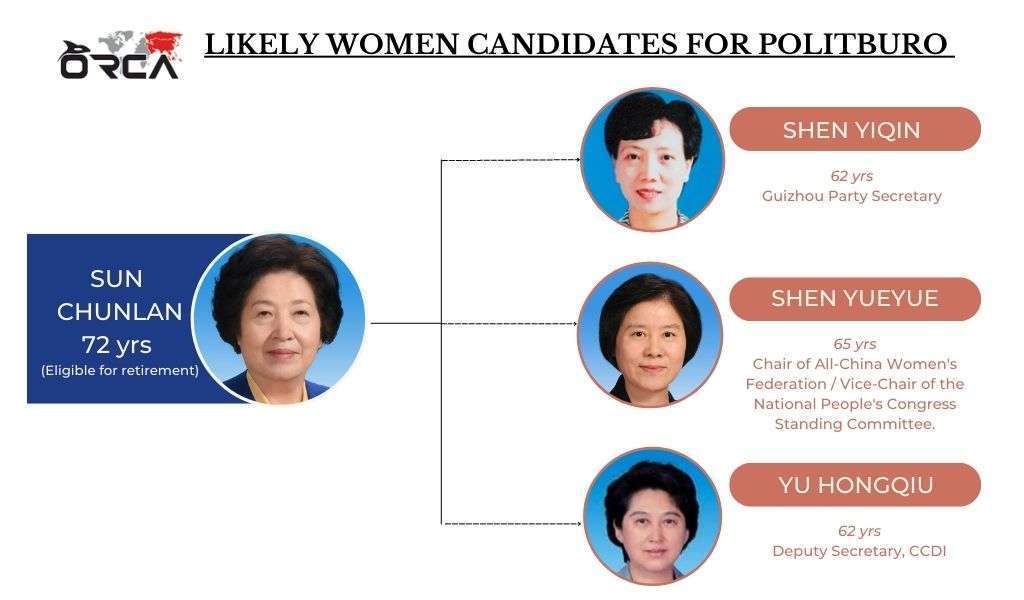 ORCA
LIKELY WOMEN CANDIDATES FOR POLITBURO
SUN
CHUNLAN
72 yrs
(Eligible for retirement)
SHEN YIQIN
62 yrs
Guizhou Party Secretary
SHEN YUEYUE
65 yrs
Chair of All-China Women's
Federation / Vice-Chair of the
National People's Congress
Standing Committee.
YU HONGQIU
62 yrs
Deputy Secretary, CCDI